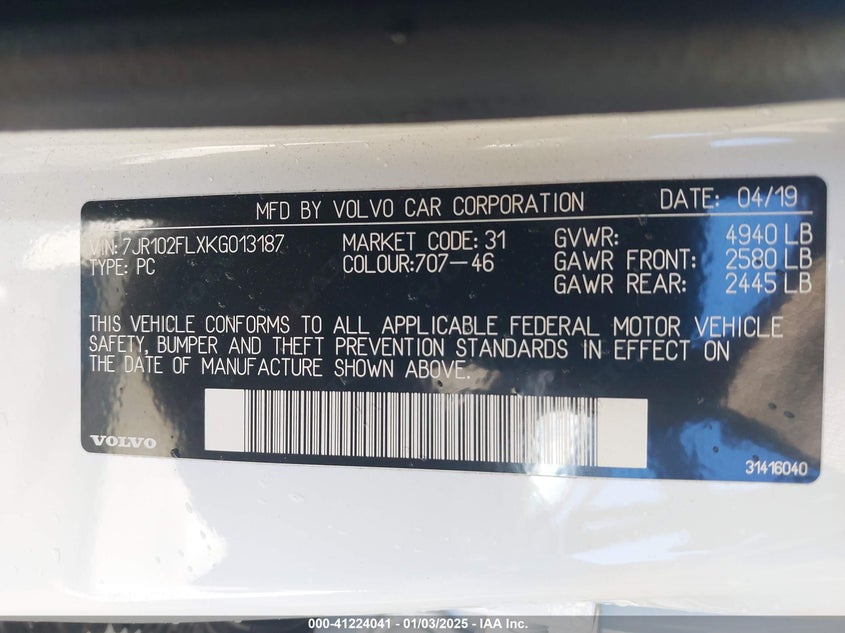 MFD BY VOLVO CAR CORPORATION DATE: 04/19
VIN: 7JR102FLXKG013187 MARKET CODE: 31 GVWR: 4940 LB
TYPE: PC COLOUR:707-46 GAWR FRONT: 2580 LB
GAWR REAR: 2445 LB
THIS VEHICLE CONFORMS TO ALL APPLICABLE FEDERAL MOTOR VEHICLE
SAFETY, BUMPER AND THEFT PREVENTION STANDARDS IN EFFECT ON
THE DATE OF MANUFACTURE SHOWN ABOVE.
VOLVO
31416040
000-41224041 - 01/03/2025 - IAA Inc.